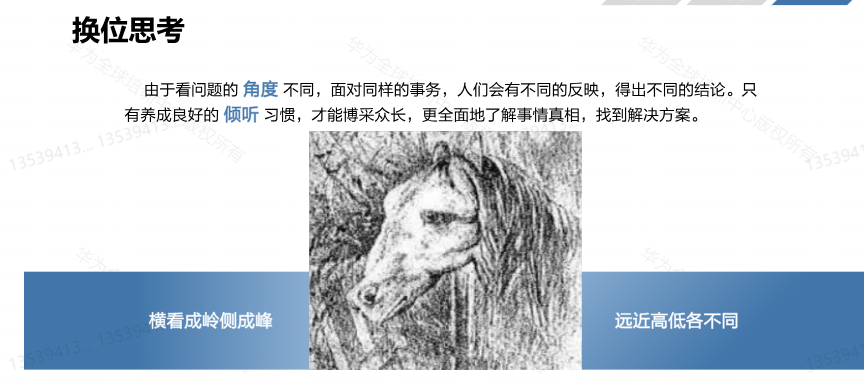 换位思考
由于看问题的 角度 不同，面对同样的事务，人们会有不同的反映，得出不同的结论。只
有养成良好的 倾听 习惯，才能博采众长，更全面地了解事情真相，找到解决方案。
横看成岭侧成峰
远近高低各不同